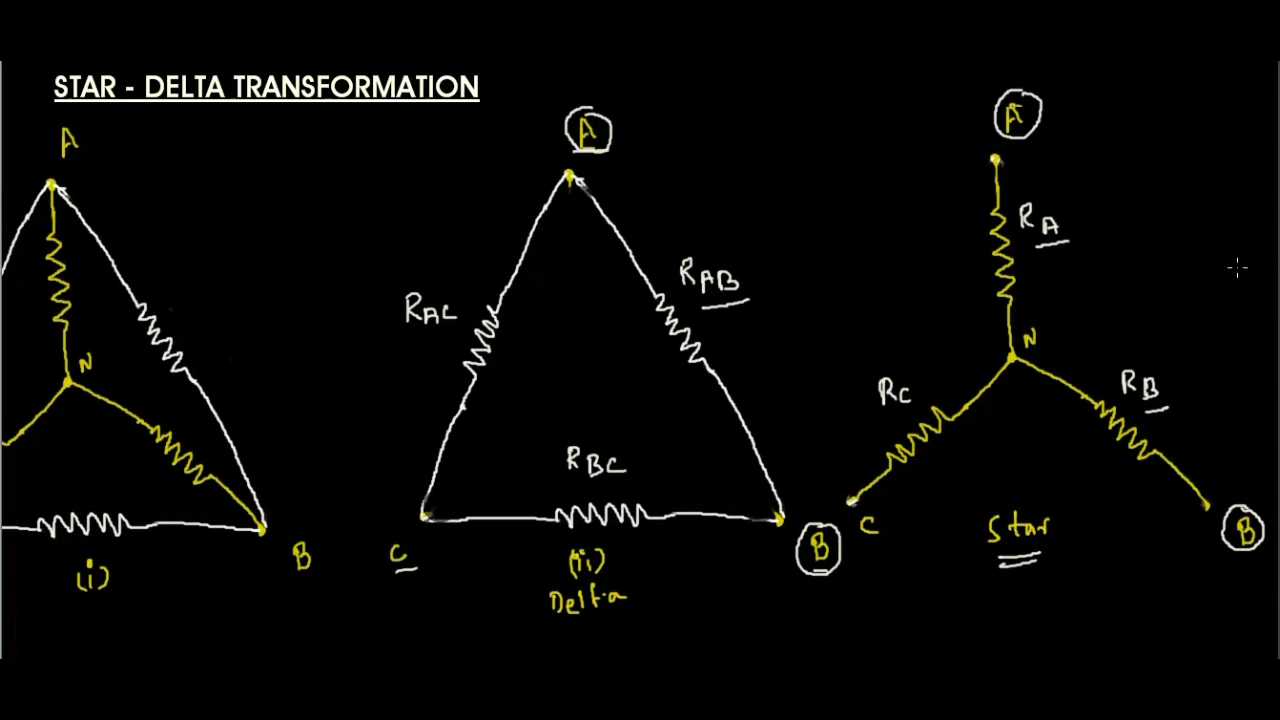 STAR - DELTA TRANSFORMATION
A
N
B
(i)
A
RAC
RAB
RBC
C
B
(ii)
Delta
A
RA
N
RC
RB
C
B
Star